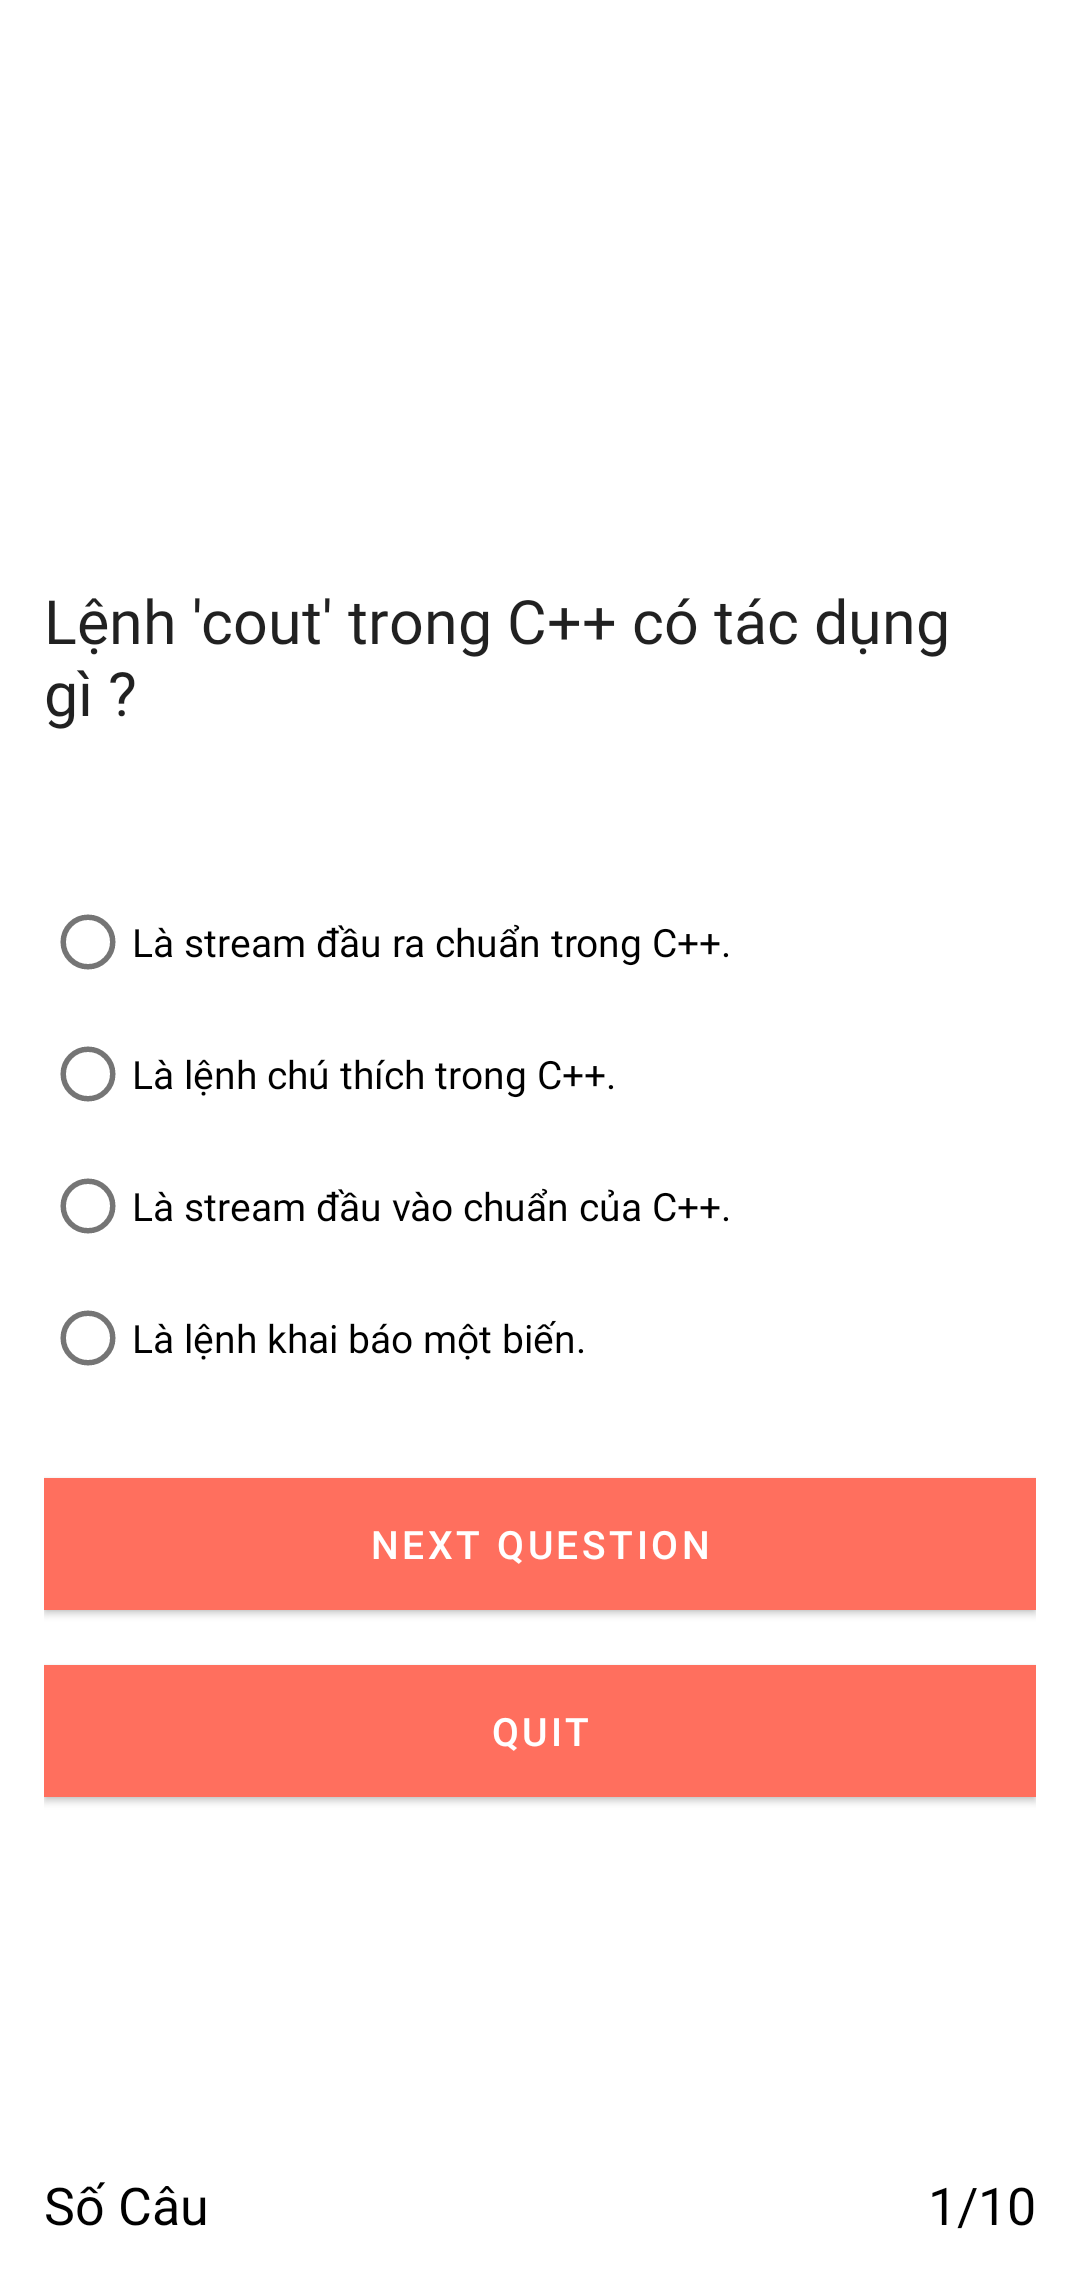 Lệnh 'cout' trong C++ có tác dụng
gì ?
Là stream đầu ra chuẩn trong C++.
Là lệnh chú thích trong C++.
Là stream đầu vào chuẩn của C++.
Là lệnh khai báo một biến.
NEXT QUESTION
QUIT
Số Câu 1/10